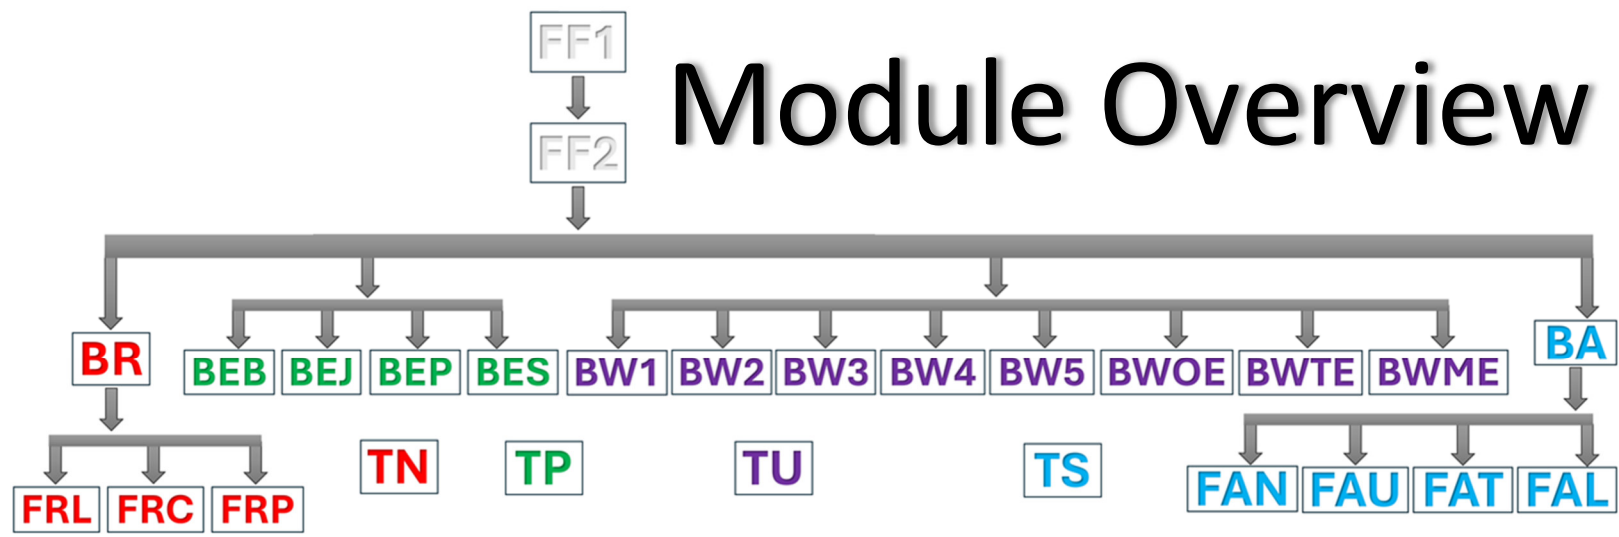 FF1
Module Overview
FF2
BR BEB BEJ BEP BES BW1 BW2 BW3 BW4 BW5 BWOE BWTE BWME BA
TN TP TU TS
FRL FRC FRP FAN FAU FAT FAL